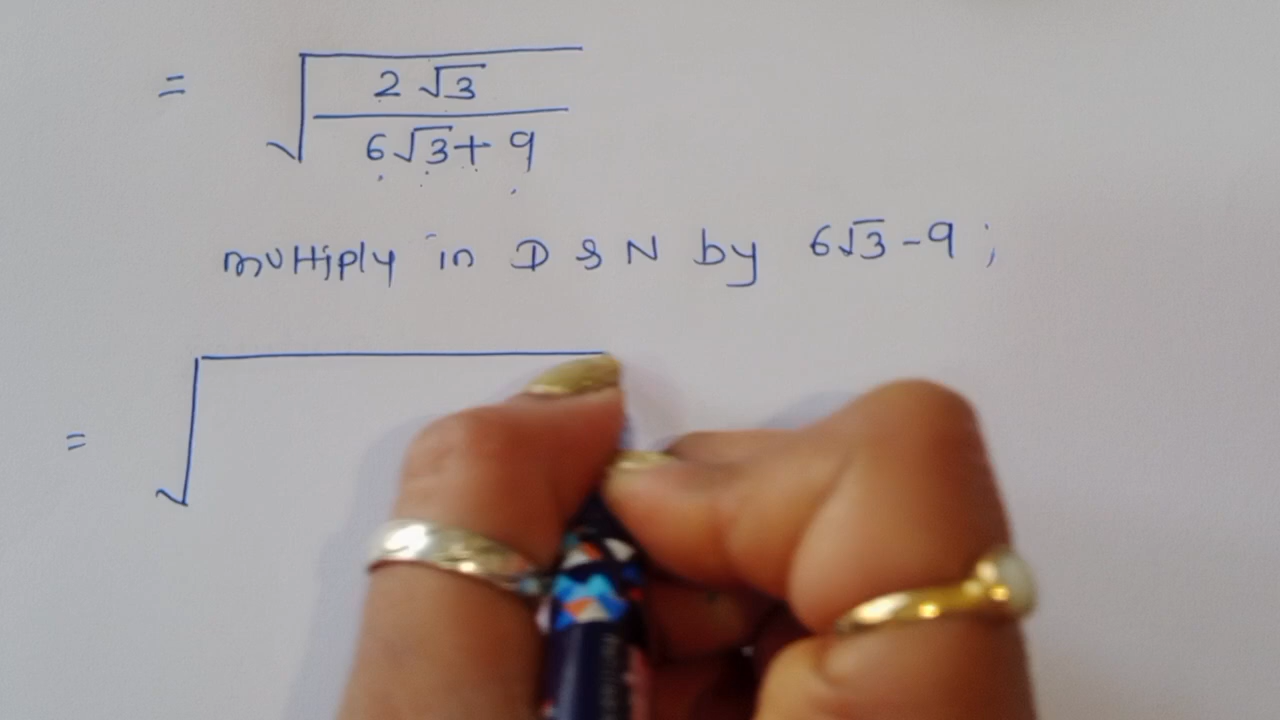 = √(2√3 / 6√3 + 9)
multiply in D & N by 6√3 - 9 ;
= √